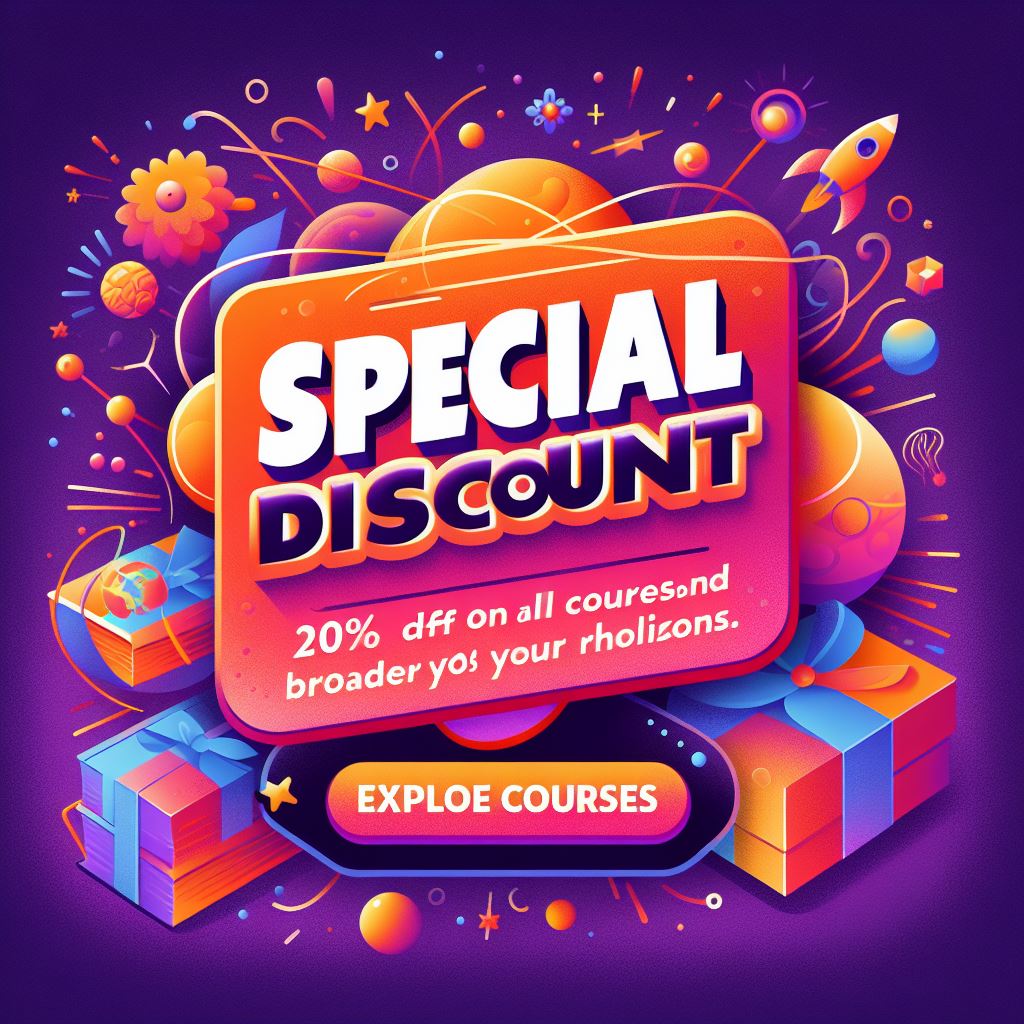 SPECIAL
DISCOUNT
20% dff on all couresond
broader yos your rholizons.
EXPLOE COURSES